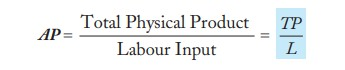 AP = Total Physical Product / Labour Input = TP / L